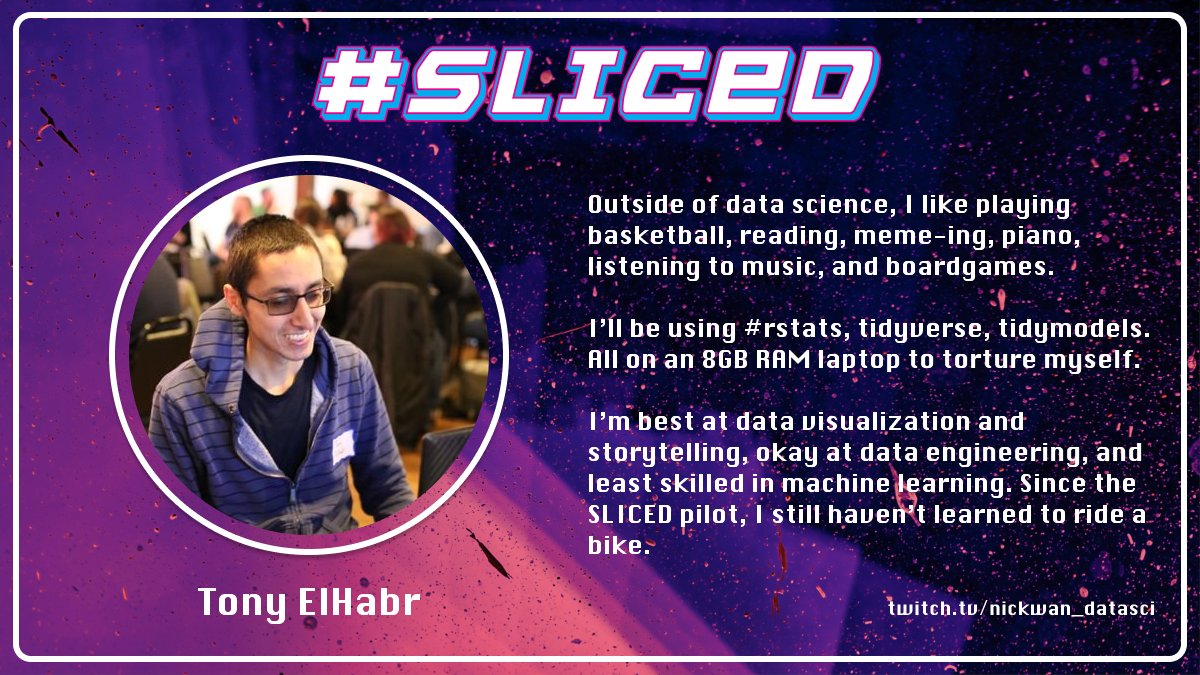 #SLICED
Outside of data science, I like playing
basketball, reading, meme-ing, piano,
listening to music, and boardgames.
I'll be using #rstats, tidyverse, tidymodels.
All on an 8GB RAM laptop to torture myself.
I'm best at data visualization and
storytelling, okay at data engineering, and
least skilled in machine learning. Since the
SLICED pilot, I still haven't learned to ride a
bike.
Tony ElHabr
twitch.tv/nickwan_datasci